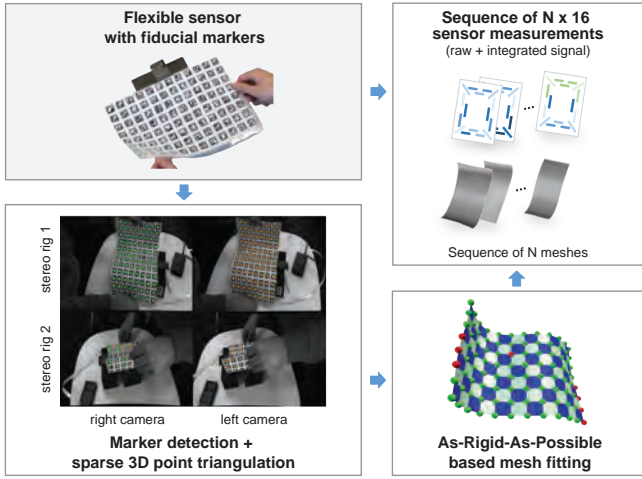 Flexible sensor
with fiducial markers
Sequence of N x 16
sensor measurements
(raw + integrated signal)
...
...
Sequence of N meshes
stereo rig 1
stereo rig 2
right camera
left camera
Marker detection +
sparse 3D point triangulation
As-Rigid-As-Possible
based mesh fitting